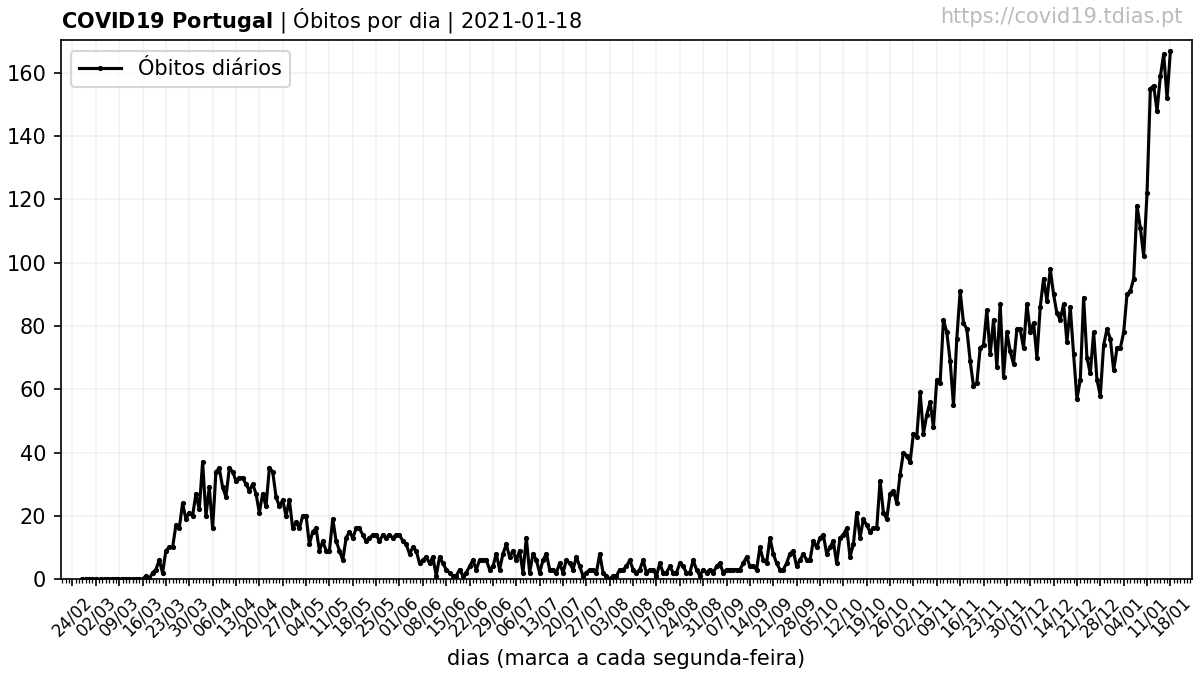 COVID19 Portugal | Óbitos por dia | 2021-01-18
https://covid19.tdias.pt
Óbitos diários
160
140
120
100
80
60
40
20
0
24/02 02/03 09/03 16/03 23/03 30/03 06/04 13/04 20/04 27/04 04/05 11/05 18/05 25/05 01/06 08/06 15/06 22/06 29/06 06/07 13/07 20/07 27/07 03/08 10/08 17/08 24/08 31/08 07/09 14/09 21/09 28/09 05/10 12/10 19/10 26/10 02/11 09/11 16/11 23/11 30/11 07/12 14/12 21/12 28/12 04/01 11/01 18/01
dias (marca a cada segunda-feira)